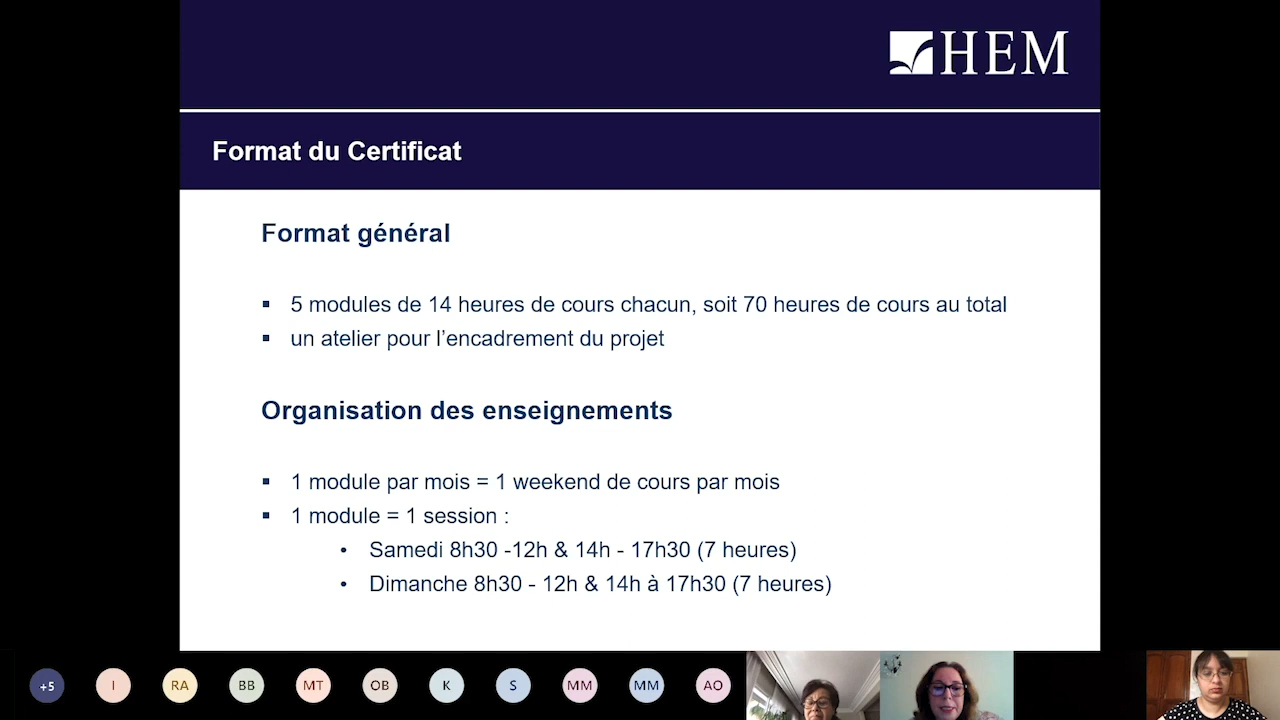 HEM
Format du Certificat
Format général
▪ 5 modules de 14 heures de cours chacun, soit 70 heures de cours au total
▪ un atelier pour l’encadrement du projet
Organisation des enseignements
▪ 1 module par mois = 1 weekend de cours par mois
▪ 1 module = 1 session :
• Samedi 8h30 -12h & 14h - 17h30 (7 heures)
• Dimanche 8h30 - 12h & 14h à 17h30 (7 heures)
+5 I RA BB MT OB K S MM MM AO